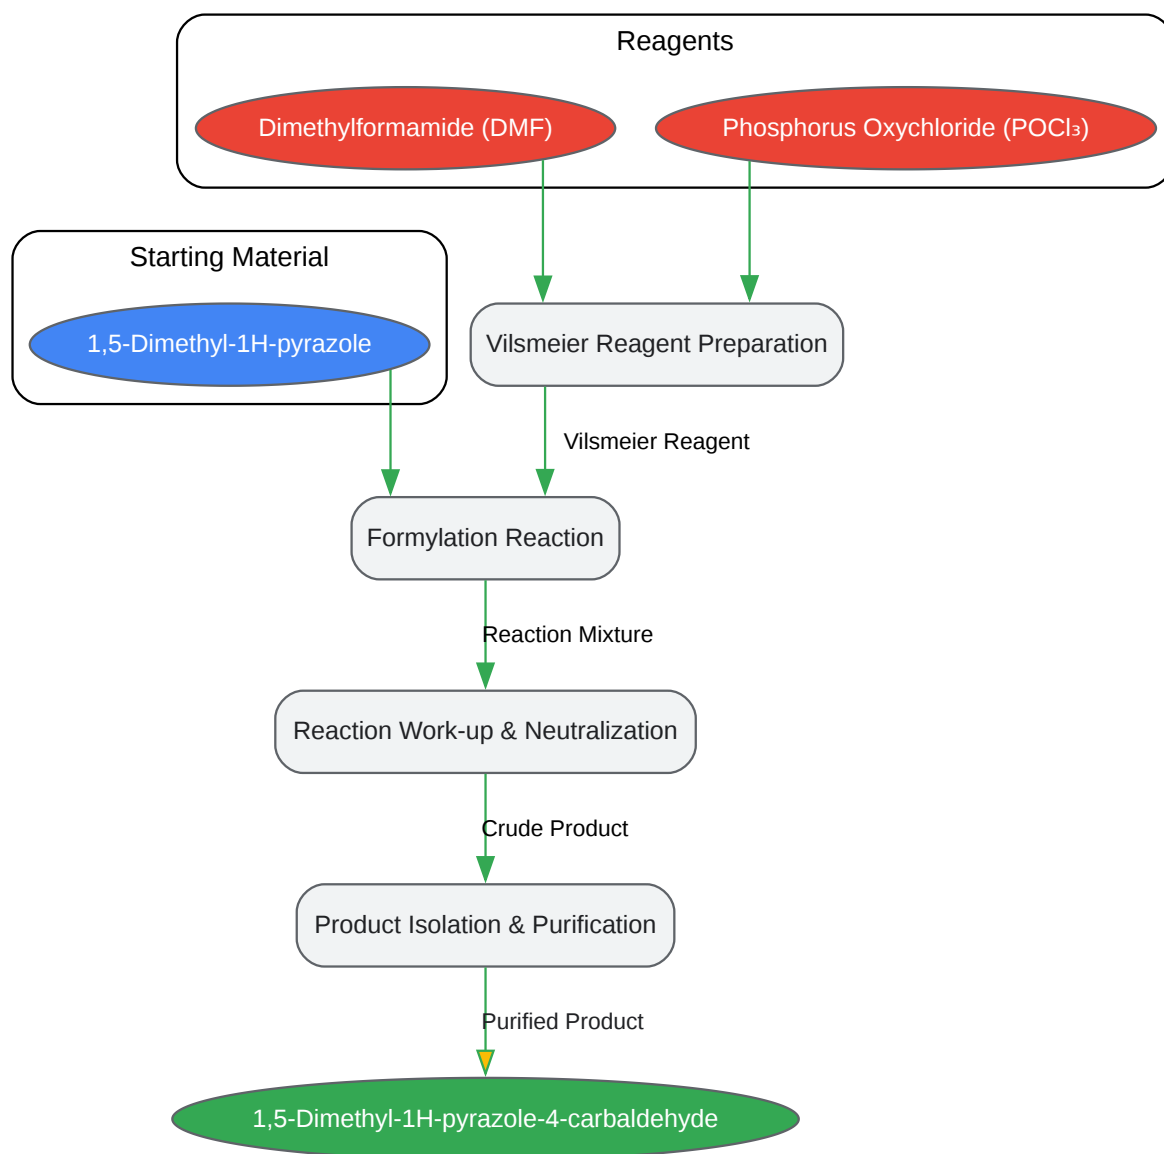 Reagents
Dimethylformamide (DMF)
Phosphorus Oxychloride (POCl₃)
Starting Material
1,5-Dimethyl-1H-pyrazole
Vilsmeier Reagent Preparation
Vilsmeier Reagent
Formylation Reaction
Reaction Mixture
Reaction Work-up & Neutralization
Crude Product
Product Isolation & Purification
Purified Product
1,5-Dimethyl-1H-pyrazole-4-carbaldehyde